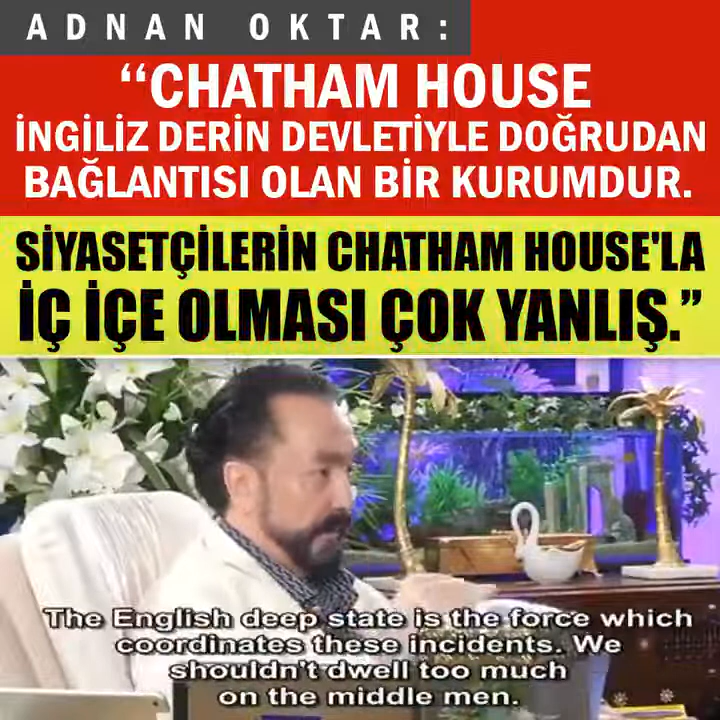 ADNAN OKTAR:
“CHATHAM HOUSE
İNGİLİZ DERİN DEVLETİYLE DOĞRUDAN
BAĞLANTISI OLAN BİR KURUMDUR.
SİYASETÇİLERİN CHATHAM HOUSE'LA
İÇ İÇE OLMASI ÇOK YANLIŞ.”
The English deep state is the force which
coordinates these incidents. We
shouldn't dwell too much
on the middle men.